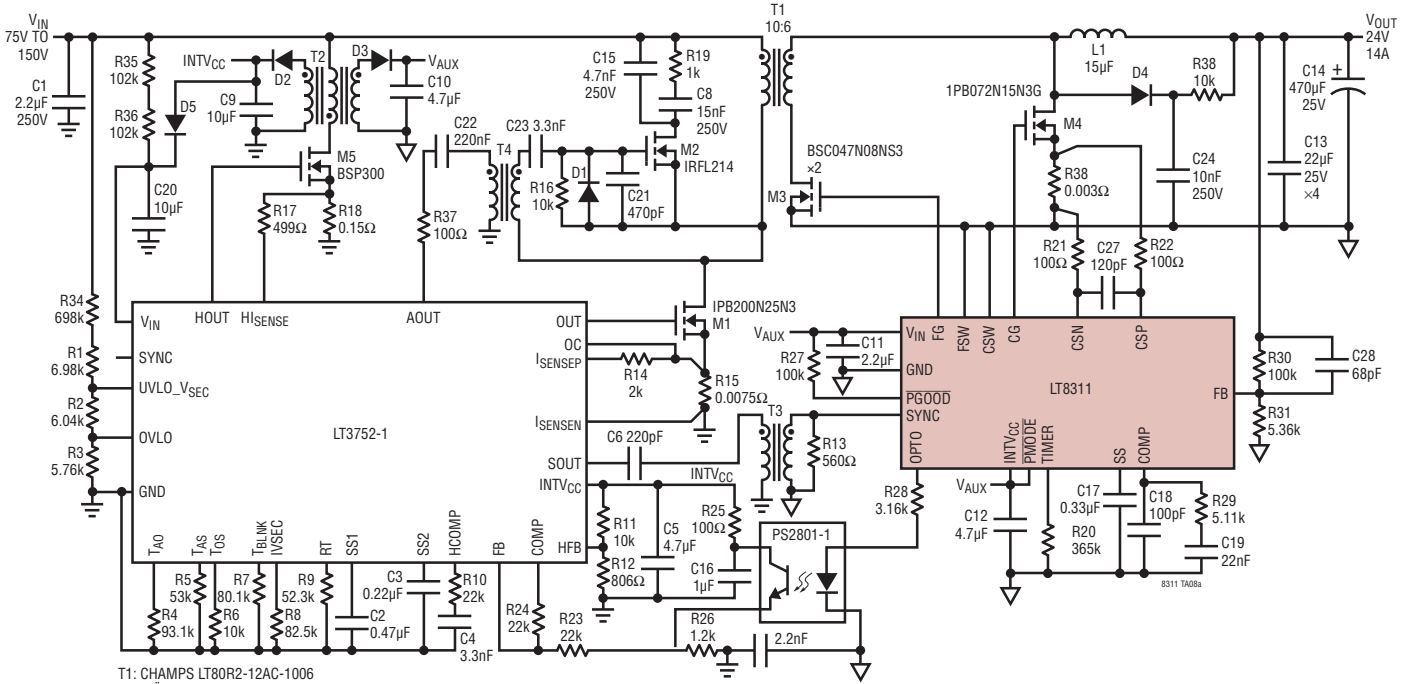 VIN
75V TO
150V
C1
2.2µF
250V
R35
102k
R36
102k
D5
C20
10µF
INTVCC
D2
C9
10µF
T2
D3
VAUX
C10
4.7µF
M5
BSP300
R17
499Ω
R18
0.15Ω
C22
220nF
R37
100Ω
T4
C23 3.3nF
R16
10k
D1
C21
470pF
C15
4.7nF
250V
R19
1k
C8
15nF
250V
M2
IRFL214
T1
10:6
L1
15µF
D4
R38
10k
VOUT
24V
14A
C14
470µF
25V
+
1PB072N15N3G
M4
BSC047N08NS3
×2
M3
R38
0.003Ω
C24
10nF
250V
C13
22µF
25V
×4
R21
100Ω
C27
120pF
R22
100Ω
R34
698k
R1
6.98k
R2
6.04k
R3
5.76k
VIN
HOUT
HISENSE
AOUT
SYNC
UVLO_VSEC
OVLO
GND
LT3752-1
OUT
OC
ISENSEP
ISENSEN
SOUT
INTVCC
HFB
TAO
TAS
TOS
TBLNK
IVSEC
RT
SS1
SS2
HCOMP
FB
COMP
IPB200N25N3
M1
R14
2k
R15
0.0075Ω
C6 220pF
INTVCC
T3
R13
560Ω
VAUX
R27
100k
C11
2.2µF
VIN
FG
FSW
CSW
CG
CSN
CSP
GND
PGOOD
SYNC
LT8311
FB
OPTO
INTVCC
PMODE
TIMER
SS
COMP
R30
100k
C28
68pF
R31
5.36k
R28
3.16k
VAUX
C12
4.7µF
R20
365k
C17
0.33µF
C18
100pF
R29
5.11k
C19
22nF
8311 TA08a
R11
10k
R12
806Ω
C5
4.7µF
R25
100Ω
C16
1µF
PS2801-1
R5
53k
R4
93.1k
R6
10k
R7
80.1k
R8
82.5k
R9
52.3k
C2
0.47µF
C3
0.22µF
R10
22k
C4
3.3nF
R24
22k
R23
22k
R26
1.2k
2.2nF
T1: CHAMPS LT80R2-12AC-1006